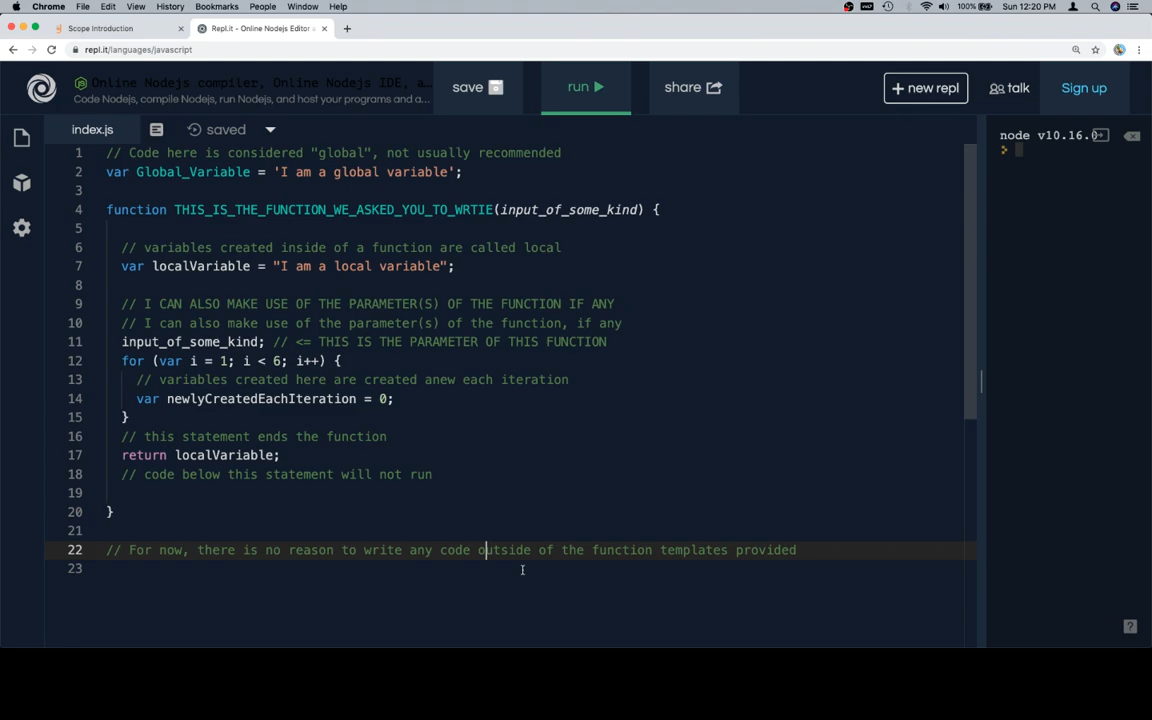 Chrome File Edit View History Bookmarks People Window Help 100% Sun 12:20 PM
Scope Introduction × Repl.it - Online Nodejs Editor × +
repl.it/languages/javascript
Online Nodejs compiler, Online Nodejs IDE, a...
Code Nodejs, compile Nodejs, run Nodejs, and host your programs and a...
save run share + new repl talk Sign up
index.js saved
node v10.16.0
1 // Code here is considered "global", not usually recommended
2 var Global_Variable = 'I am a global variable';
3
4 function THIS_IS_THE_FUNCTION_WE_ASKED_YOU_TO_WRTIE(input_of_some_kind) {
5
6 // variables created inside of a function are called local
7 var localVariable = "I am a local variable";
8
9 // I CAN ALSO MAKE USE OF THE PARAMETER(S) OF THE FUNCTION IF ANY
10 // I can also make use of the parameter(s) of the function, if any
11 input_of_some_kind; // <= THIS IS THE PARAMETER OF THIS FUNCTION
12 for (var i = 1; i < 6; i++) {
13 // variables created here are created anew each iteration
14 var newlyCreatedEachIteration = 0;
15 }
16 // this statement ends the function
17 return localVariable;
18 // code below this statement will not run
19
20 }
21
22 // For now, there is no reason to write any code outside of the function templates provided
23
?